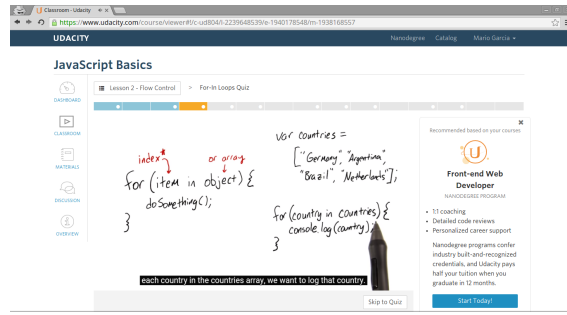 Classroom - Udacity
https://www.udacity.com/course/viewer#!/c-ud804/l-2239648539/e-1940178548/m-1938168557
UDACITY
Nanodegree Catalog Mario Garcia
JavaScript Basics
Lesson 2 - Flow Control > For-In Loops Quiz
DASHBOARD
CLASSROOM
MATERIALS
DISCUSSION
OVERVIEW
index*
or array
for (item in object) {
doSomething();
}
var countries =
["Germany", "Argentina",
"Brazil", "Netherlands"];
for (country in countries) {
console.log(country)
}
each country in the countries array, we want to log that country.
Skip to Quiz
Recommended based on your courses
Front-end Web
Developer
NANODEGREE PROGRAM
1:1 coaching
Detailed code reviews
Personalized career support
Nanodegree programs confer
industry built-and-recognized
credentials, and Udacity pays
half your tuition when you
graduate in 12 months.
Start Today!